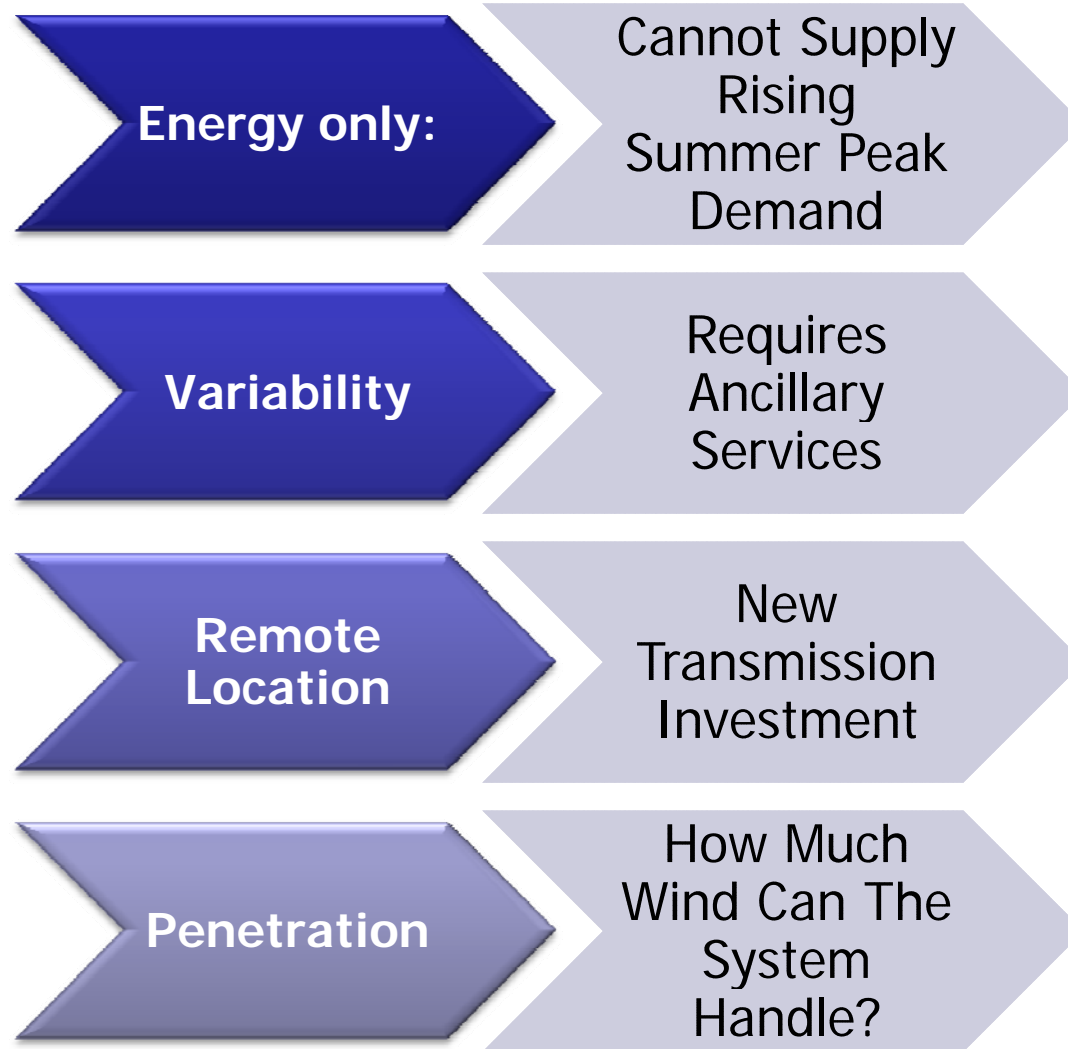 Energy only:
Cannot Supply
Rising
Summer Peak
Demand
Variability
Requires
Ancillary
Services
Remote
Location
New
Transmission
Investment
Penetration
How Much
Wind Can The
System
Handle?